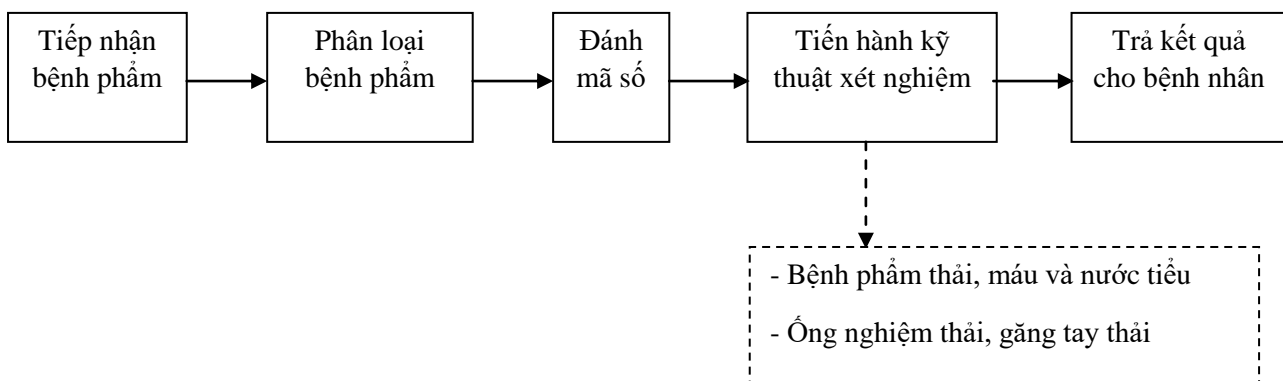 Tiếp nhận
bệnh phẩm
Phân loại
bệnh phẩm
Đánh
mã số
Tiến hành kỹ
thuật xét nghiệm
Trả kết quả
cho bệnh nhân
- Bệnh phẩm thải, máu và nước tiểu
- Ống nghiệm thải, găng tay thải